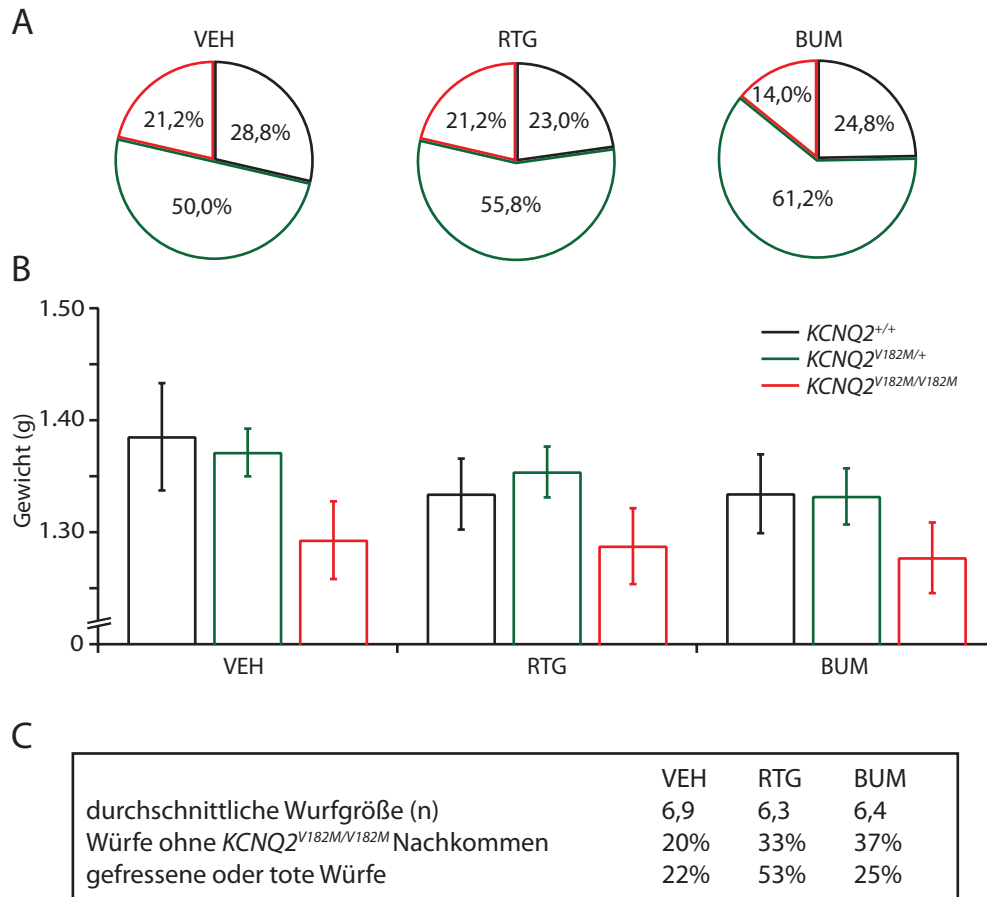 A
VEH
RTG
BUM
21,2%
28,8%
50,0%
21,2%
23,0%
55,8%
14,0%
24,8%
61,2%
B
Gewicht (g)
1.50
1.40
1.30
0
KCNQ2+/+
KCNQ2V182M/+
KCNQ2V182M/V182M
VEH
RTG
BUM
C
VEH RTG BUM
durchschnittliche Wurfgröße (n) 6,9 6,3 6,4
Würfe ohne KCNQ2V182M/V182M Nachkommen 20% 33% 37%
gefressene oder tote Würfe 22% 53% 25%